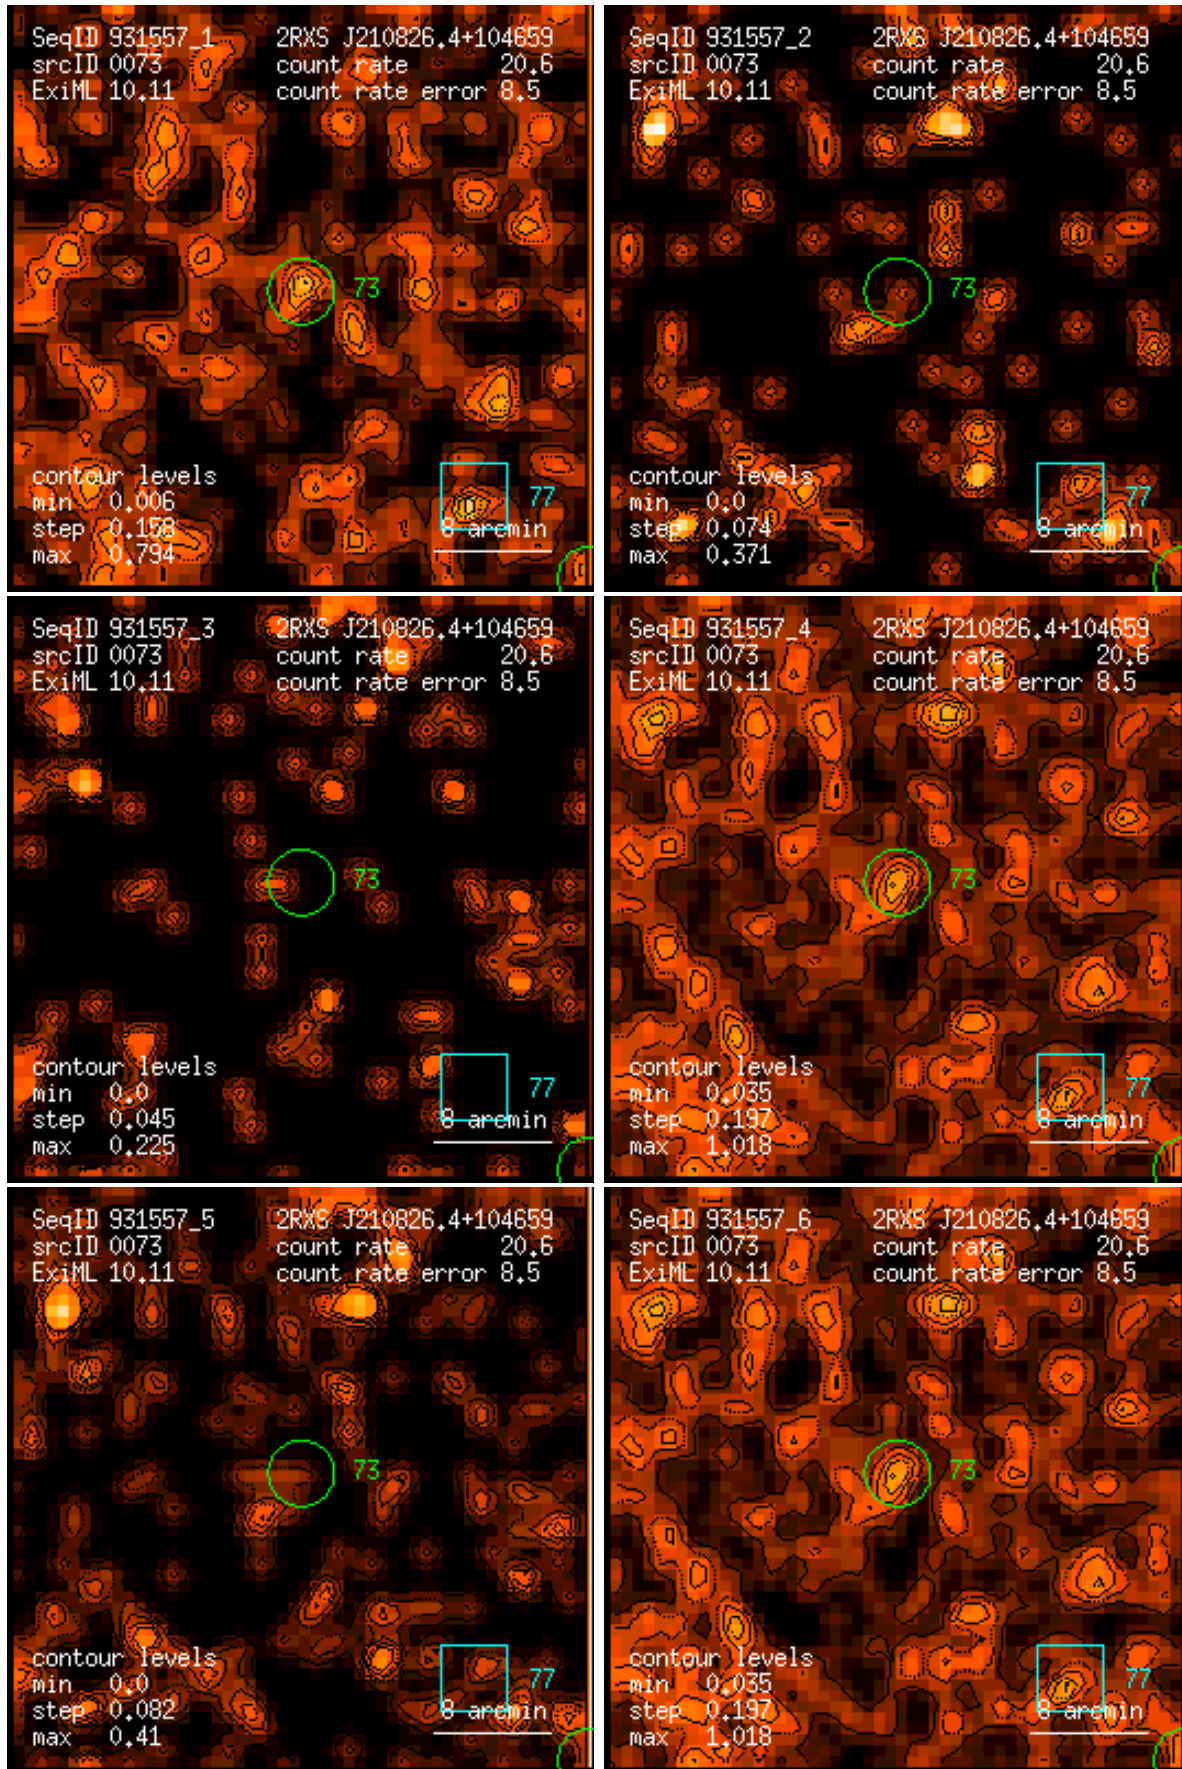 SeqID 931557_1 2RXS J210826.4+104659
srcID 0073 count rate 20.6
ExiML 10.11 count rate error 8.5
73
contour levels
min 0.006
77
step 0.158
8 arcmin
max 0.794
SeqID 931557_2 2RXS J210826.4+104659
srcID 0073 count rate 20.6
ExiML 10.11 count rate error 8.5
73
contour levels
min 0.0
77
step 0.074
8 arcmin
max 0.371
SeqID 931557_3 2RXS J210826.4+104659
srcID 0073 count rate 20.6
ExiML 10.11 count rate error 8.5
73
contour levels
min 0.0
77
step 0.045
8 arcmin
max 0.225
SeqID 931557_4 2RXS J210826.4+104659
srcID 0073 count rate 20.6
ExiML 10.11 count rate error 8.5
73
contour levels
min 0.035
77
step 0.197
8 arcmin
max 1.018
SeqID 931557_5 2RXS J210826.4+104659
srcID 0073 count rate 20.6
ExiML 10.11 count rate error 8.5
73
contour levels
min 0.0
77
step 0.082
8 arcmin
max 0.41
SeqID 931557_6 2RXS J210826.4+104659
srcID 0073 count rate 20.6
ExiML 10.11 count rate error 8.5
73
contour levels
min 0.035
77
step 0.197
8 arcmin
max 1.018